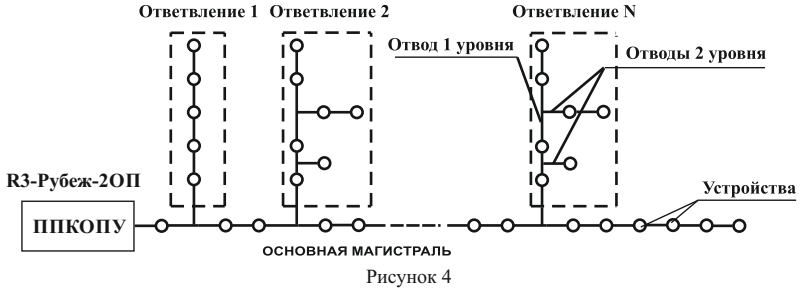 Ответвление 1 Ответвление 2 Ответвление N
Отвод 1 уровня
Отводы 2 уровня
R3-Рубеж-2ОП
ППКОПУ
Устройства
ОСНОВНАЯ МАГИСТРАЛЬ
Рисунок 4